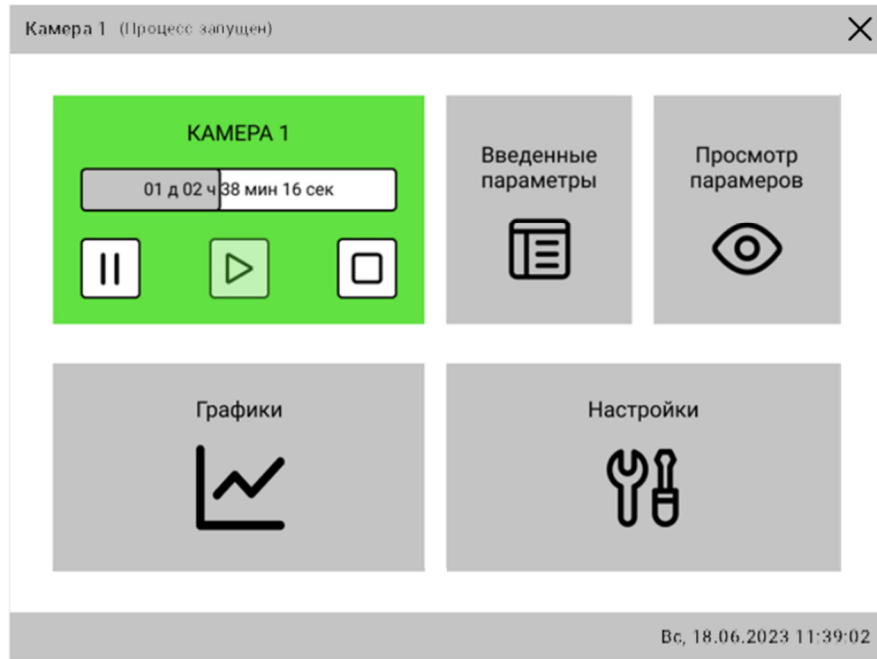 Камера 1 (Процесс запущен)
КАМЕРА 1
01 д 02 ч 38 мин 16 сек
Введенные
параметры
Просмотр
парамеров
Графики
Настройки
Вс, 18.06.2023 11:39:02